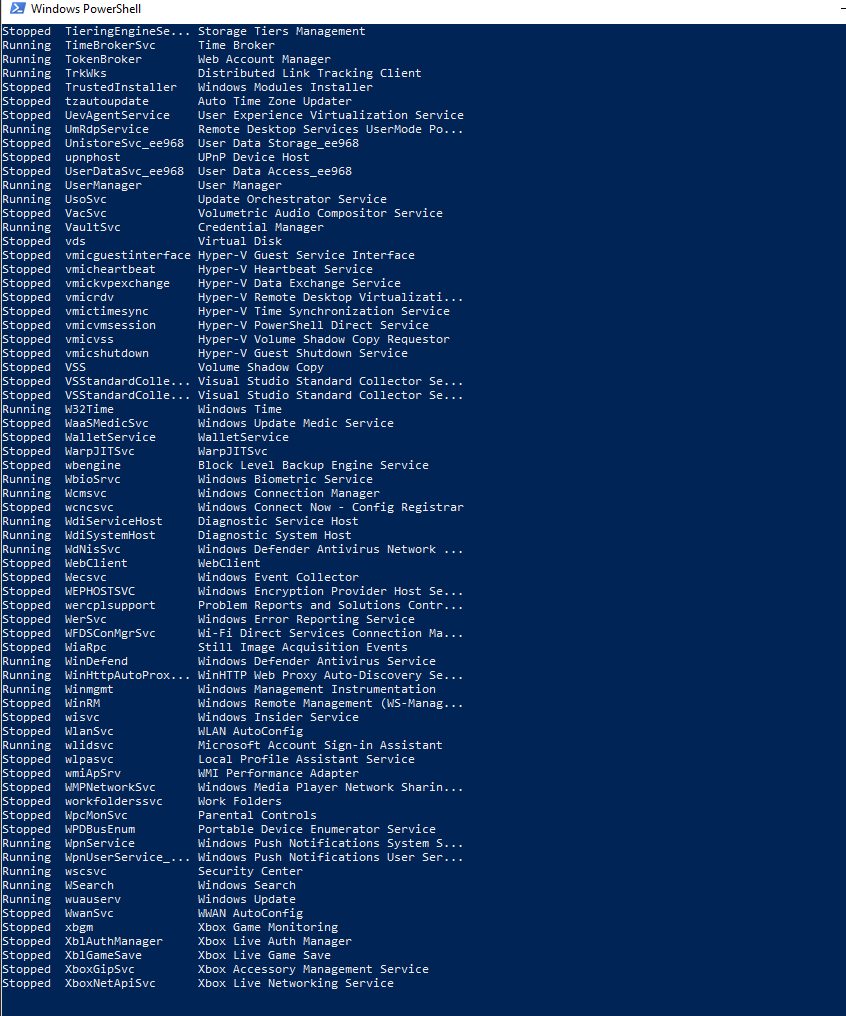 Windows PowerShell
Stopped TieringEngineSe... Storage Tiers Management
Running TimeBrokerSvc Time Broker
Running TokenBroker Web Account Manager
Running TrkWks Distributed Link Tracking Client
Stopped TrustedInstaller Windows Modules Installer
Stopped tzautoupdate Auto Time Zone Updater
Stopped UevAgentService User Experience Virtualization Service
Running UmRdpService Remote Desktop Services UserMode Po...
Stopped UnistoreSvc_ee968 User Data Storage_ee968
Stopped upnphost UPnP Device Host
Stopped UserDataSvc_ee968 User Data Access_ee968
Running UserManager User Manager
Running UsoSvc Update Orchestrator Service
Stopped VacSvc Volumetric Audio Compositor Service
Running VaultSvc Credential Manager
Stopped vds Virtual Disk
Stopped vmicguestinterface Hyper-V Guest Service Interface
Stopped vmicheartbeat Hyper-V Heartbeat Service
Stopped vmickvpexchange Hyper-V Data Exchange Service
Stopped vmicrdv Hyper-V Remote Desktop Virtualizati...
Stopped vmictimesync Hyper-V Time Synchronization Service
Stopped vmicvmsession Hyper-V PowerShell Direct Service
Stopped vmicvss Hyper-V Volume Shadow Copy Requestor
Stopped vmicshutdown Hyper-V Guest Shutdown Service
Stopped VSS Volume Shadow Copy
Stopped VSStandardColle... Visual Studio Standard Collector Se...
Stopped VSStandardColle... Visual Studio Standard Collector Se...
Running W32Time Windows Time
Stopped WaaSMedicSvc Windows Update Medic Service
Stopped WalletService WalletService
Stopped WarpJITSvc WarpJITSvc
Stopped wbengine Block Level Backup Engine Service
Running WbioSrvc Windows Biometric Service
Running Wcmsvc Windows Connection Manager
Stopped wcncsvc Windows Connect Now - Config Registrar
Running WdiServiceHost Diagnostic Service Host
Running WdiSystemHost Diagnostic System Host
Running WdNisSvc Windows Defender Antivirus Network ...
Stopped WebClient WebClient
Stopped Wecsvc Windows Event Collector
Stopped WEPHOSTSVC Windows Encryption Provider Host Se...
Stopped wercplsupport Problem Reports and Solutions Contr...
Stopped WerSvc Windows Error Reporting Service
Stopped WFDSConMgrSvc Wi-Fi Direct Services Connection Ma...
Stopped WiaRpc Still Image Acquisition Events
Running WinDefend Windows Defender Antivirus Service
Running WinHttpAutoProx... WinHTTP Web Proxy Auto-Discovery Se...
Running Winmgmt Windows Management Instrumentation
Stopped WinRM Windows Remote Management (WS-Manag...
Stopped wisvc Windows Insider Service
Stopped WlanSvc WLAN AutoConfig
Running wlidsvc Microsoft Account Sign-in Assistant
Stopped wlpasvc Local Profile Assistant Service
Stopped wmiApSrv WMI Performance Adapter
Stopped WMPNetworkSvc Windows Media Player Network Sharin...
Stopped workfolderssvc Work Folders
Stopped WpcMonSvc Parental Controls
Stopped WPDBusEnum Portable Device Enumerator Service
Running WpnService Windows Push Notifications System S...
Running WpnUserService_... Windows Push Notifications User Ser...
Running wscsvc Security Center
Running WSearch Windows Search
Running wuauserv Windows Update
Stopped WwanSvc WWAN AutoConfig
Stopped xbgm Xbox Game Monitoring
Stopped XblAuthManager Xbox Live Auth Manager
Stopped XblGameSave Xbox Live Game Save
Stopped XboxGipSvc Xbox Accessory Management Service
Stopped XboxNetApiSvc Xbox Live Networking Service